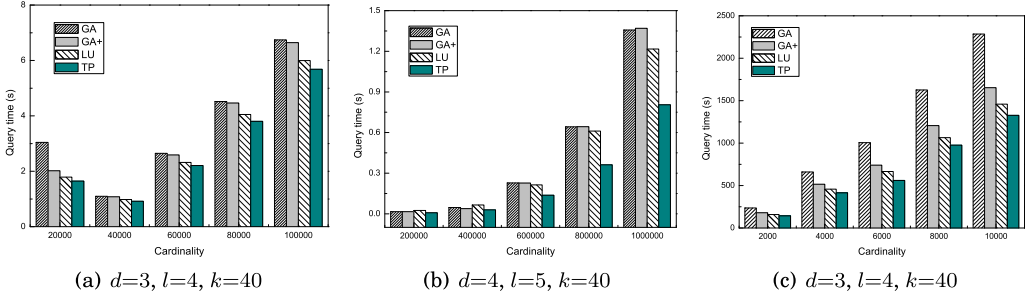 8
6
4
2
0
Query time (s)
GA
GA+
LU
TP
20000 40000 60000 80000 100000
Cardinality
(a) d=3, l=4, k=40
1.5
1.2
0.9
0.6
0.3
0.0
Query time (s)
GA
GA+
LU
TP
200000 400000 600000 800000 1000000
Cardinality
(b) d=4, l=5, k=40
2500
2000
1500
1000
500
0
Query time (s)
GA
GA+
LU
TP
2000 4000 6000 8000 10000
Cardinality
(c) d=3, l=4, k=40